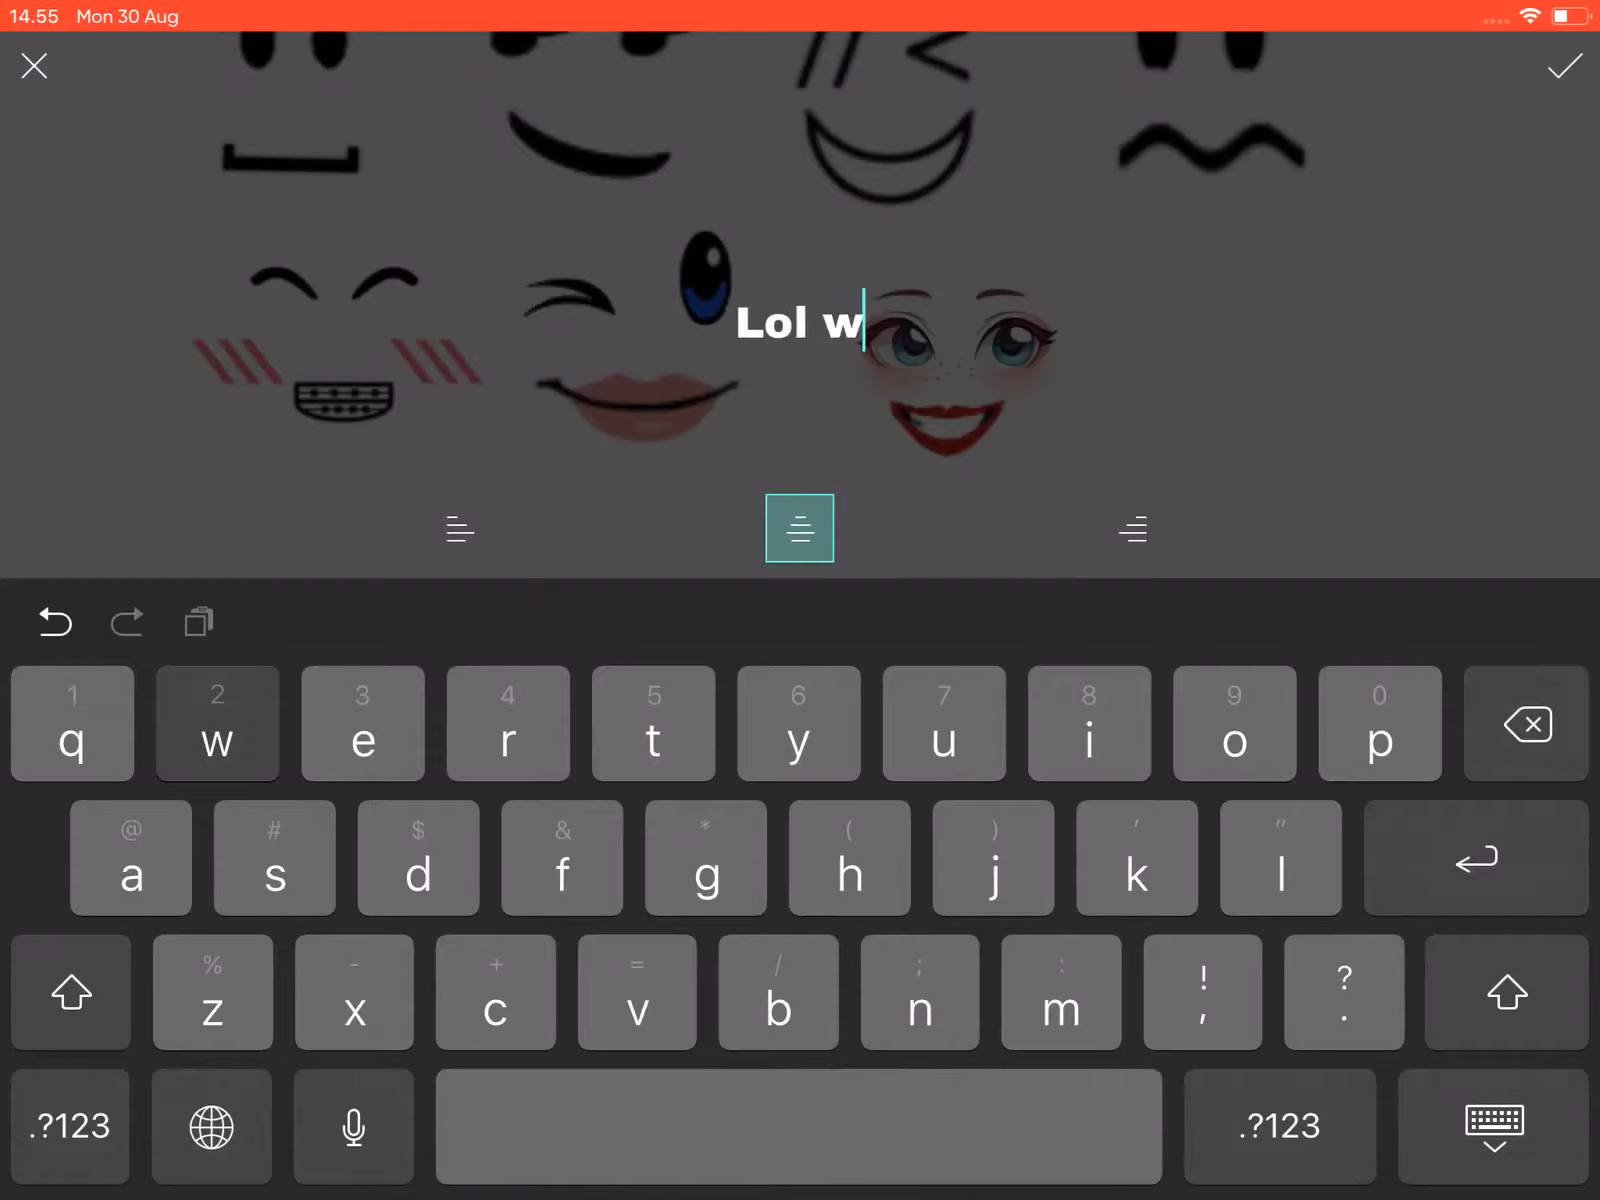 14.55 Mon 30 Aug
Lol w
1 2 3 4 5 6 7 8 9 0
q w e r t y u i o p
@ # $ & * ( ) ' "
a s d f g h j k l
% - + = / ; : ! ?
z x c v b n m , .
.?123 .?123